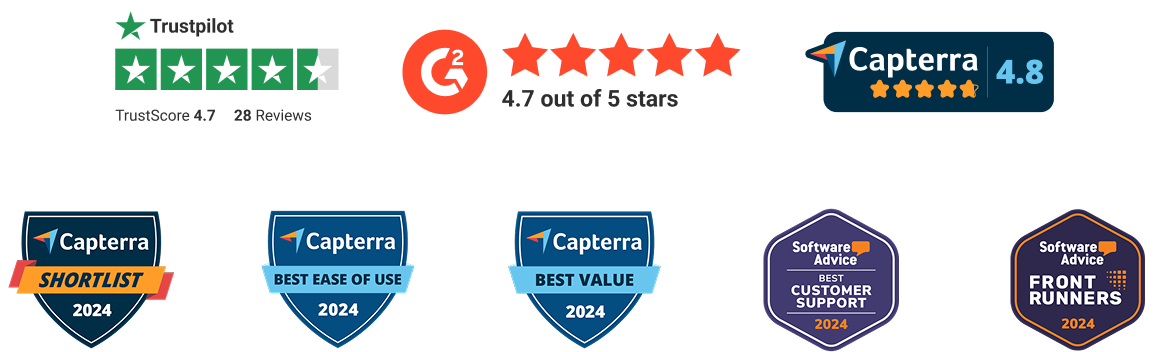 Trustpilot
TrustScore 4.7 28 Reviews
G2
4.7 out of 5 stars
Capterra
4.8
Capterra
SHORTLIST
2024
Capterra
BEST EASE OF USE
2024
Capterra
BEST VALUE
2024
Software
Advice
BEST
CUSTOMER
SUPPORT
2024
Software
Advice
FRONT
RUNNERS
2024